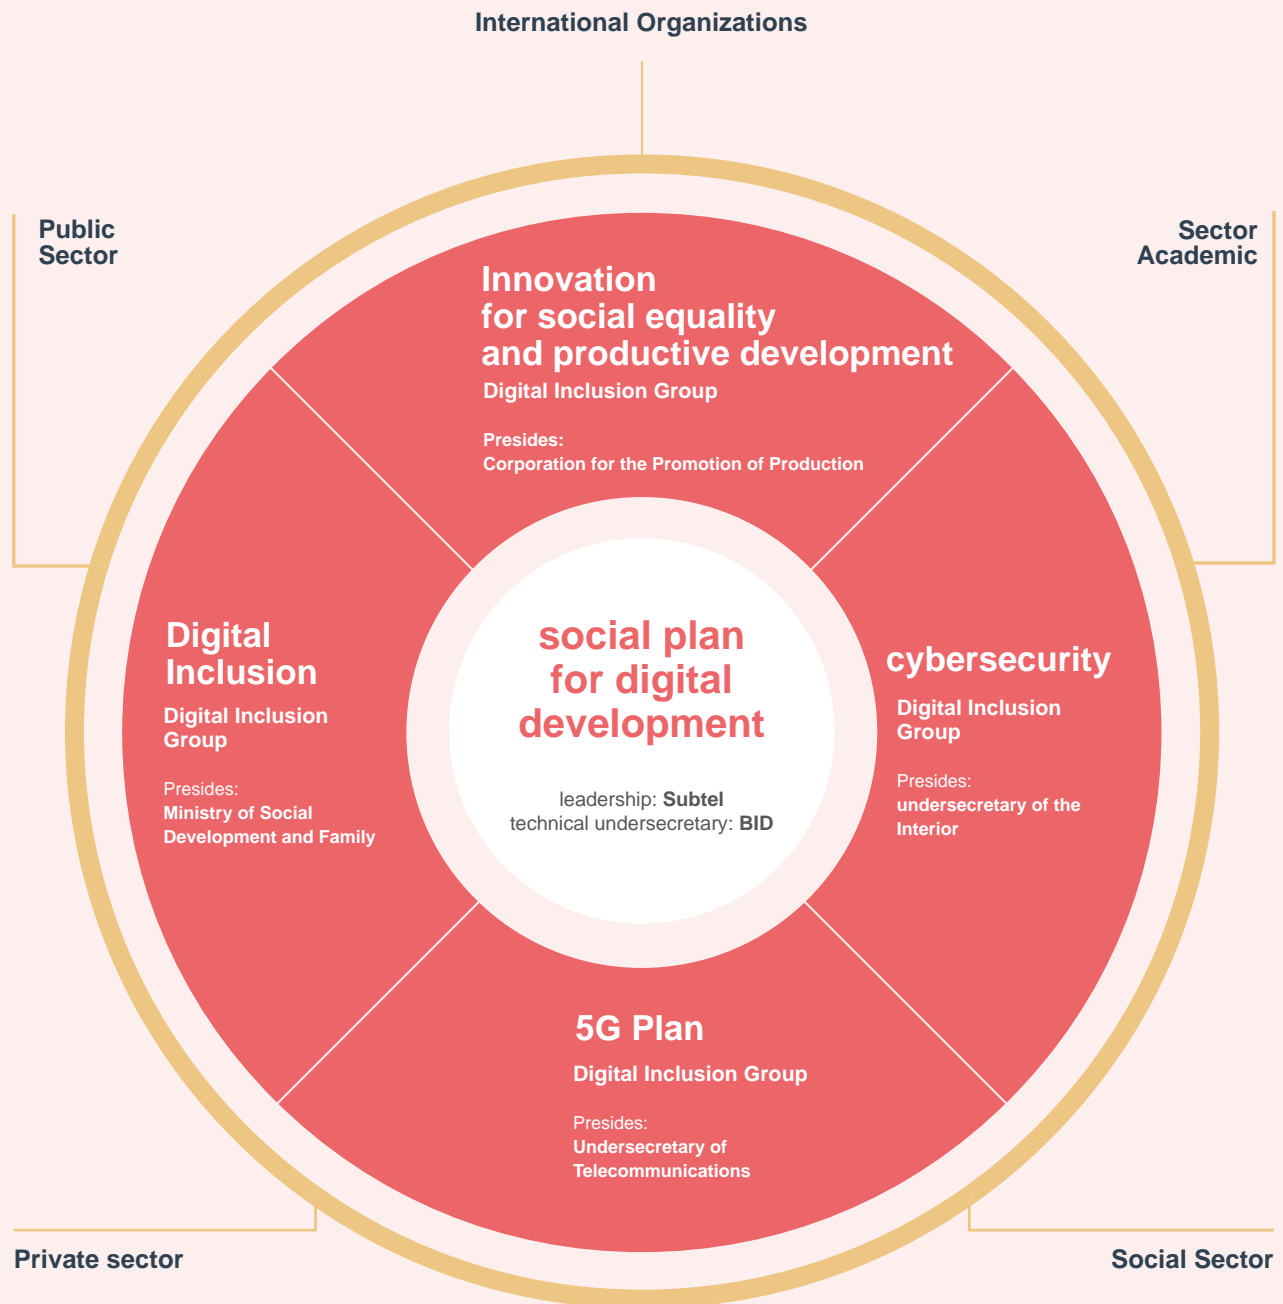 International Organizations
Public
Sector
Sector
Academic
Innovation
for social equality
and productive development
Digital Inclusion Group
Presides:
Corporation for the Promotion of Production
Digital
Inclusion
Digital Inclusion
Group
Presides:
Ministry of Social
Development and Family
social plan
for digital
development
leadership: Subtel
technical undersecretary: BID
cybersecurity
Digital Inclusion
Group
Presides:
undersecretary of the
Interior
5G Plan
Digital Inclusion Group
Presides:
Undersecretary of
Telecommunications
Private sector
Social Sector